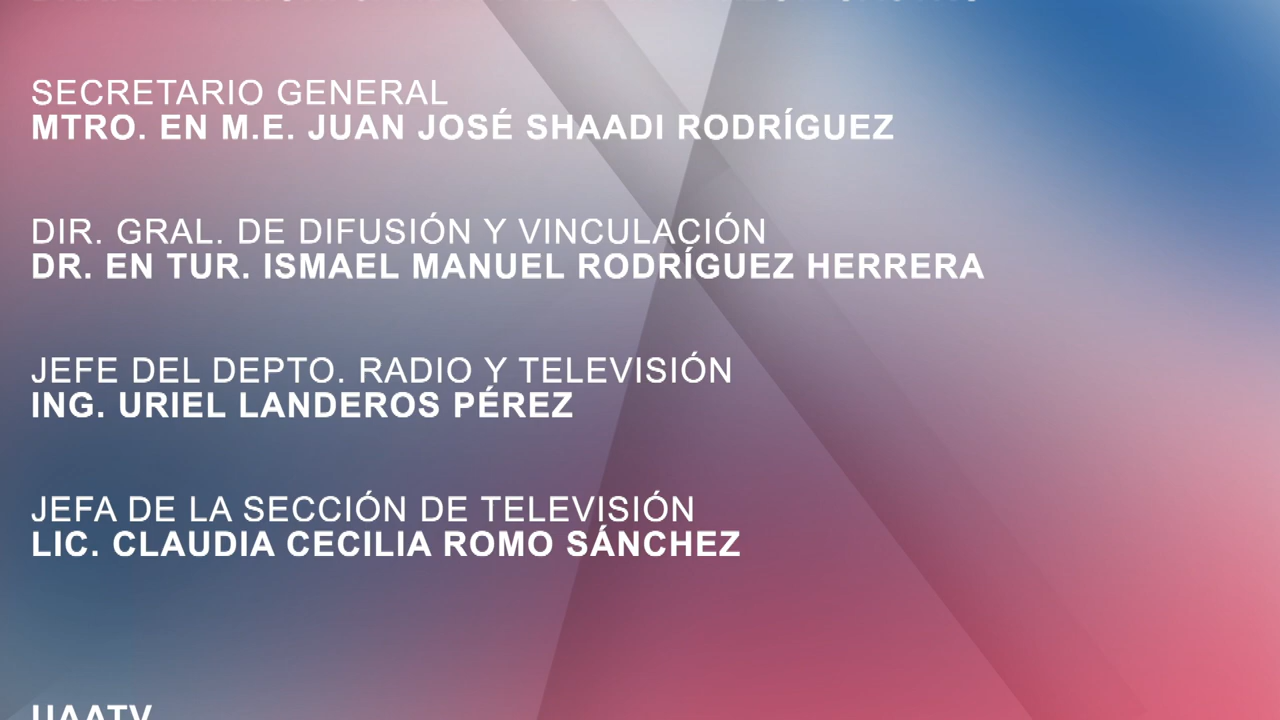 SECRETARIO GENERAL
MTRO. EN M.E. JUAN JOSÉ SHAADI RODRÍGUEZ
DIR. GRAL. DE DIFUSIÓN Y VINCULACIÓN
DR. EN TUR. ISMAEL MANUEL RODRÍGUEZ HERRERA
JEFE DEL DEPTO. RADIO Y TELEVISIÓN
ING. URIEL LANDEROS PÉREZ
JEFA DE LA SECCIÓN DE TELEVISIÓN
LIC. CLAUDIA CECILIA ROMO SÁNCHEZ
UAATV